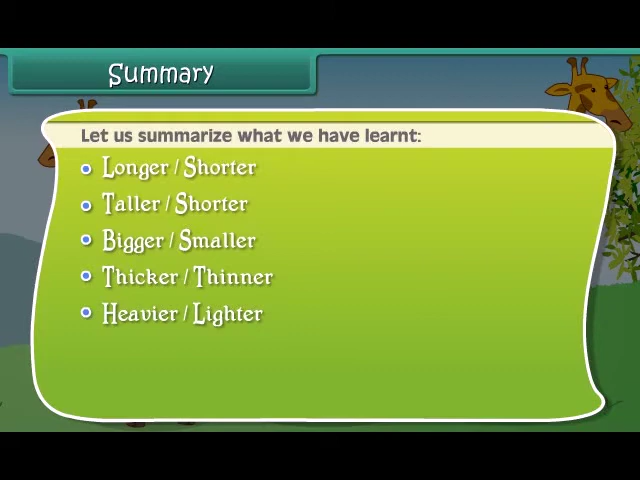 Summary
Let us summarize what we have learnt:
Longer / Shorter
Taller / Shorter
Bigger / Smaller
Thicker / Thinner
Heavier / Lighter